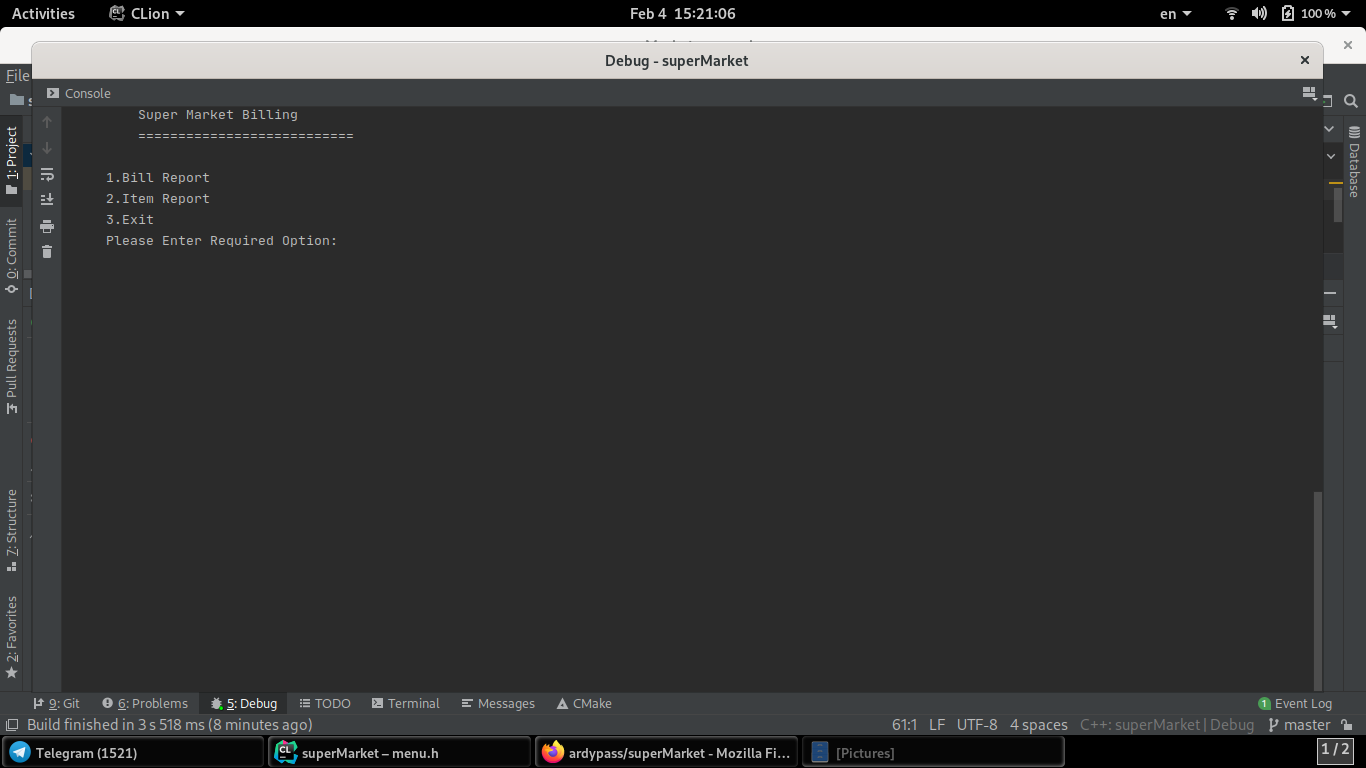 Activities CLion Feb 4 15:21:06 en 100 %
Debug - superMarket
File
Console
Super Market Billing
===========================
1.Bill Report
2.Item Report
3.Exit
Please Enter Required Option:
1: Project
0: Commit
Pull Requests
7: Structure
2: Favorites
Database
9: Git 6: Problems 5: Debug TODO Terminal Messages CMake 1 Event Log
Build finished in 3 s 518 ms (8 minutes ago) 61:1 LF UTF-8 4 spaces C++: superMarket | Debug master
Telegram (1521) CL superMarket – menu.h ardypass/superMarket - Mozilla Fi... [Pictures] 1 / 2